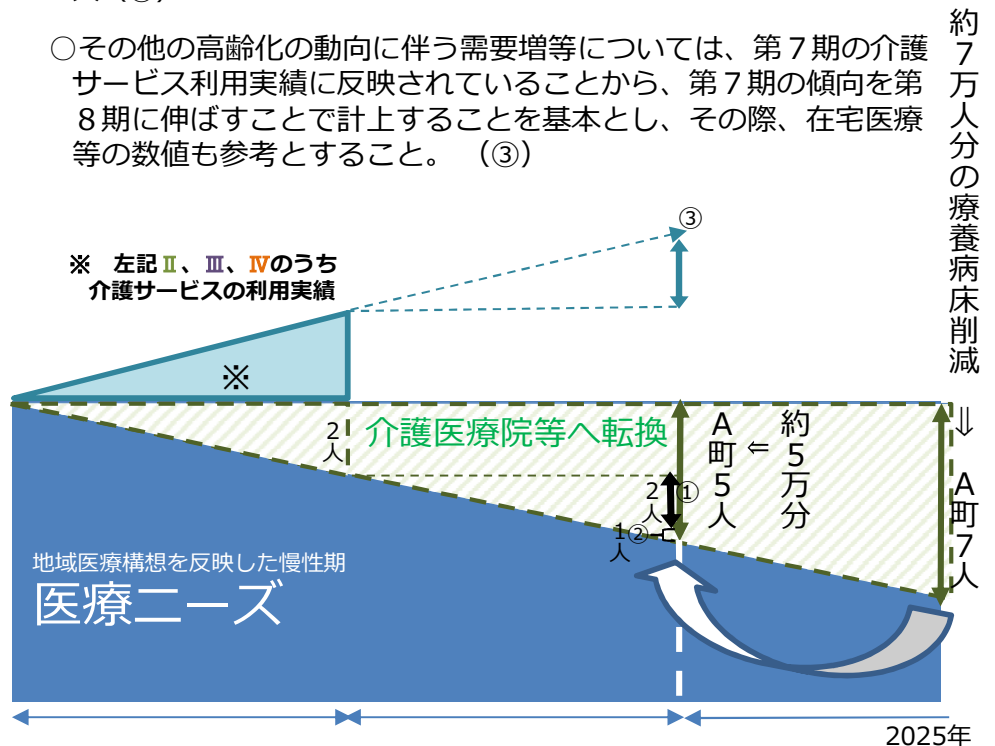 ○その他の高齢化の動向に伴う需要増等については、第７期の介護
サービス利用実績に反映されていることから、第７期の傾向を第
８期に伸ばすことで計上することを基本とし、その際、在宅医療
等の数値も参考とすること。 （③）
約７万人分の療養病床削減
⇓
A町７人
③
※ 左記Ⅱ、Ⅲ、Ⅳのうち
介護サービスの利用実績
※
2人
介護医療院等へ転換
2人
①
1人
②
約５万分
⇐
A町５人
地域医療構想を反映した慢性期
医療ニーズ
2025年